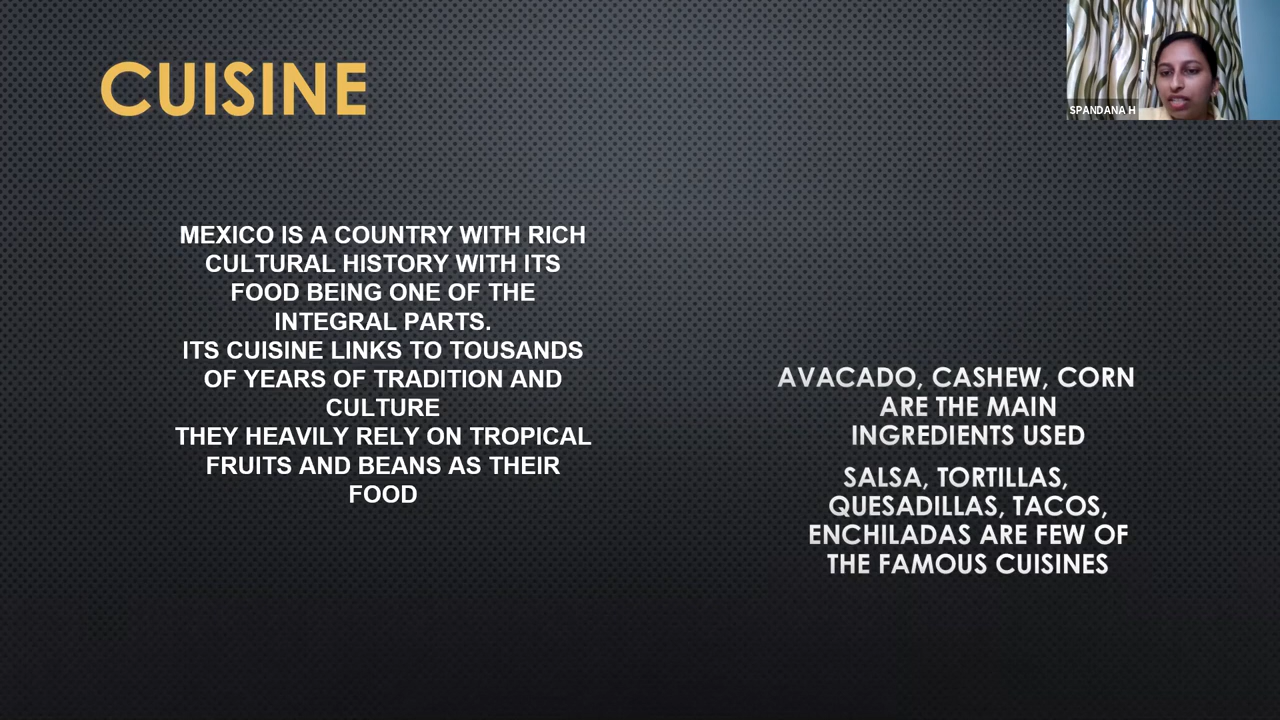 CUISINE
SPANDANA H
MEXICO IS A COUNTRY WITH RICH
CULTURAL HISTORY WITH ITS
FOOD BEING ONE OF THE
INTEGRAL PARTS.
ITS CUISINE LINKS TO TOUSANDS
OF YEARS OF TRADITION AND
CULTURE
THEY HEAVILY RELY ON TROPICAL
FRUITS AND BEANS AS THEIR
FOOD
AVACADO, CASHEW, CORN
ARE THE MAIN
INGREDIENTS USED
SALSA, TORTILLAS,
QUESADILLAS, TACOS,
ENCHILADAS ARE FEW OF
THE FAMOUS CUISINES